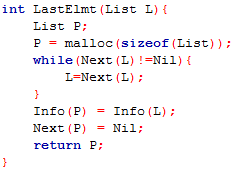 int LastElmt(List L){
List P;
P = malloc(sizeof(List));
while(Next(L)!=Nil){
L=Next(L);
}
Info(P) = Info(L);
Next(P) = Nil;
return P;
}